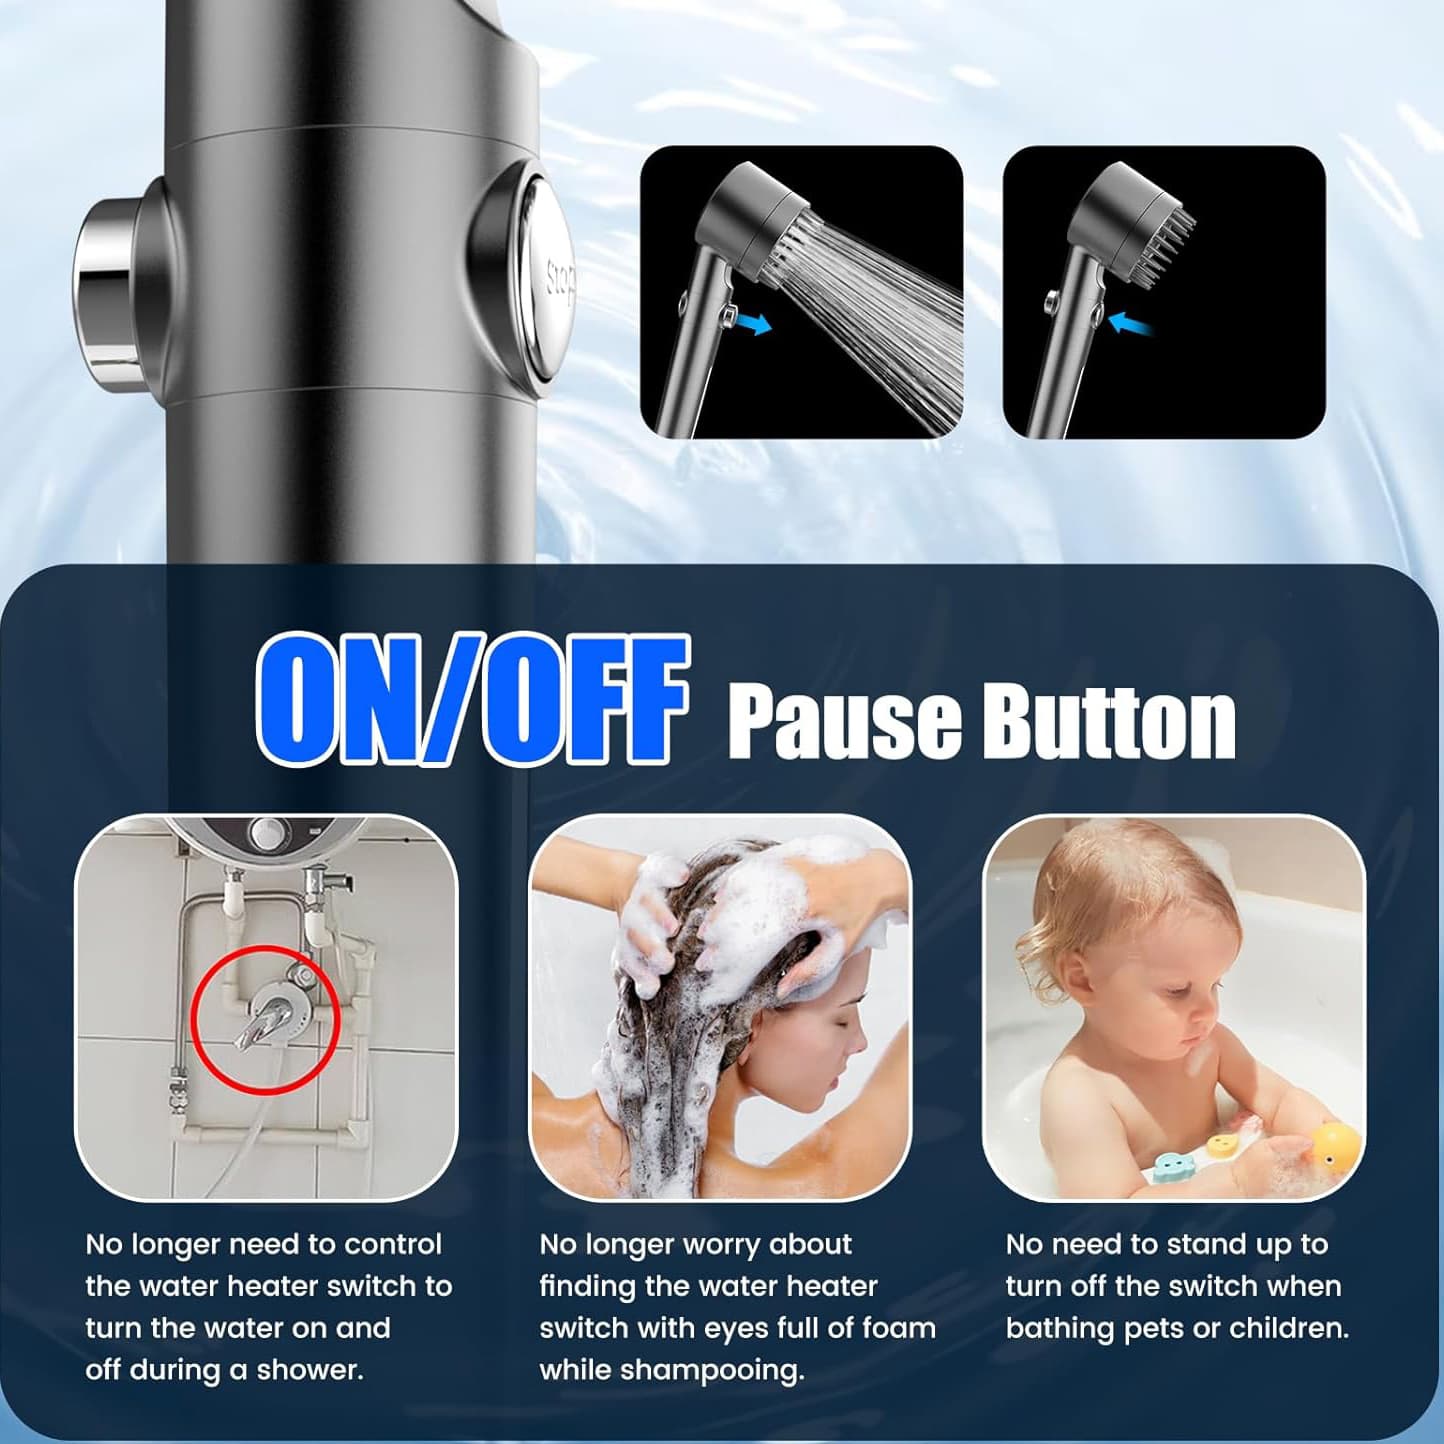 stop
ON/OFF Pause Button
No longer need to control
the water heater switch to
turn the water on and
off during a shower.
No longer worry about
finding the water heater
switch with eyes full of foam
while shampooing.
No need to stand up to
turn off the switch when
bathing pets or children.